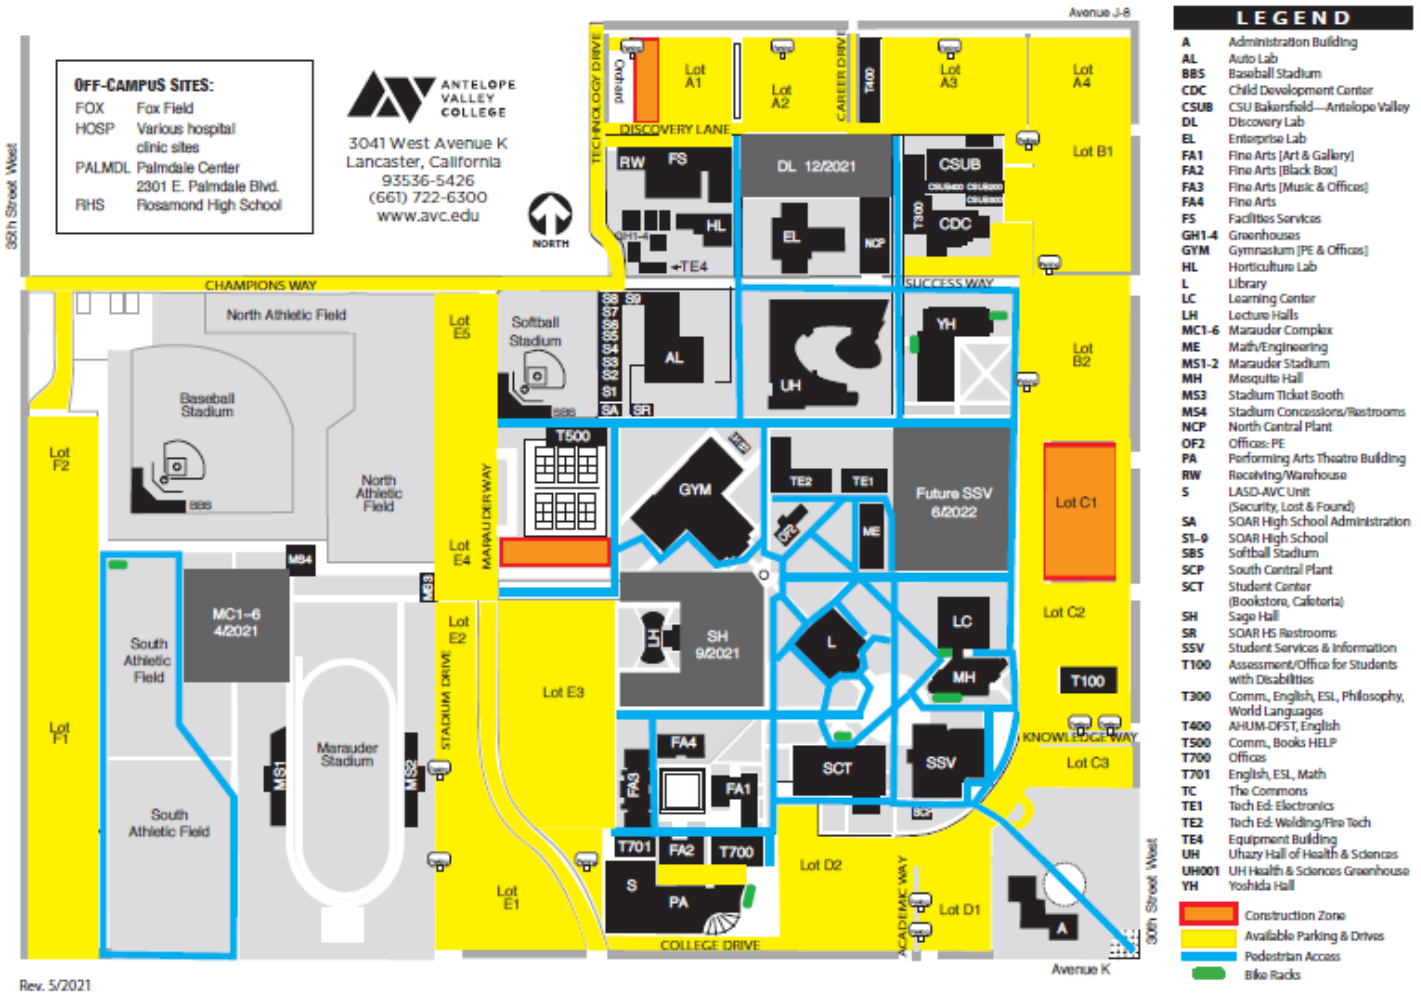 Avenue J-8
35th Street West
OFF-CAMPUS SITES:
FOX Fox Field
HOSP Various hospital
clinic sites
PALMDL Palmdale Center
2301 E. Palmdale Blvd.
RHS Rosamond High School
ANTELOPE
VALLEY
COLLEGE
3041 West Avenue K
Lancaster, California
93536-5426
(661) 722-6300
www.avc.edu
NORTH
TECHNOLOGY DRIVE
Orchard
Lot
A1
Lot
A2
CAREER DRIVE
T400
Lot
A3
Lot
A4
DISCOVERY LANE
Lot B1
RW
FS
DL 12/2021
CSUB
CSUB400 CSUB200
CSUB300
T300
CDC
GH1-4
HL
EL
NCP
TE4
CHAMPIONS WAY
SUCCESS WAY
North Athletic Field
Lot
E5
Softball
Stadium
S8 S9
S7
S6
S5
S4
S3
S2
S1
SA SR
AL
UH
YH
Lot
B2
Baseball
Stadium
SBS
T500
Lot
F2
North
Athletic
Field
BBS
MARAUDER WAY
GYM
TE2
TE1
Future SSV
6/2022
Lot C1
OF2
ME
Lot
E4
MS4
MS3
MC1-6
4/2021
Lot
E2
LH
SH
9/2021
L
LC
Lot C2
South
Athletic
Field
MH
T100
Lot E3
STADIUM DRIVE
Lot
F1
Marauder
Stadium
MS1
MS2
FA4
FA3
FA1
SCT
SSV
KNOWLEDGE WAY
Lot C3
South
Athletic Field
SCP
T701
FA2
T700
Lot D2
30th Street West
S
PA
Lot
E1
ACADEMIC WAY
Lot D1
A
COLLEGE DRIVE
Avenue K
Rev. 5/2021
LEGEND
A Administration Building
AL Auto Lab
BBS Baseball Stadium
CDC Child Development Center
CSUB CSU Bakersfield—Antelope Valley
DL Discovery Lab
EL Enterprise Lab
FA1 Fine Arts [Art & Gallery]
FA2 Fine Arts [Black Box]
FA3 Fine Arts [Music & Offices]
FA4 Fine Arts
FS Facilities Services
GH1-4 Greenhouses
GYM Gymnasium [PE & Offices]
HL Horticulture Lab
L Library
LC Learning Center
LH Lecture Halls
MC1-6 Marauder Complex
ME Math/Engineering
MS1-2 Marauder Stadium
MH Mesquite Hall
MS3 Stadium Ticket Booth
MS4 Stadium Concessions/Restrooms
NCP North Central Plant
OF2 Offices: PE
PA Performing Arts Theatre Building
RW Receiving/Warehouse
S LASD-AVC Unit
(Security, Lost & Found)
SA SOAR High School Administration
S1-9 SOAR High School
SBS Softball Stadium
SCP South Central Plant
SCT Student Center
(Bookstore, Cafeteria)
SH Sage Hall
SR SOAR HS Restrooms
SSV Student Services & Information
T100 Assessment/Office for Students
with Disabilities
T300 Comm., English, ESL, Philosophy,
World Languages
T400 AHUM-DFST, English
T500 Comm., Books HELP
T700 Offices
T701 English, ESL, Math
TC The Commons
TE1 Tech Ed: Electronics
TE2 Tech Ed: Welding/Fire Tech
TE4 Equipment Building
UH Uhazy Hall of Health & Sciences
UH001 UH Health & Sciences Greenhouse
YH Yoshida Hall
Construction Zone
Available Parking & Drives
Pedestrian Access
Bike Racks